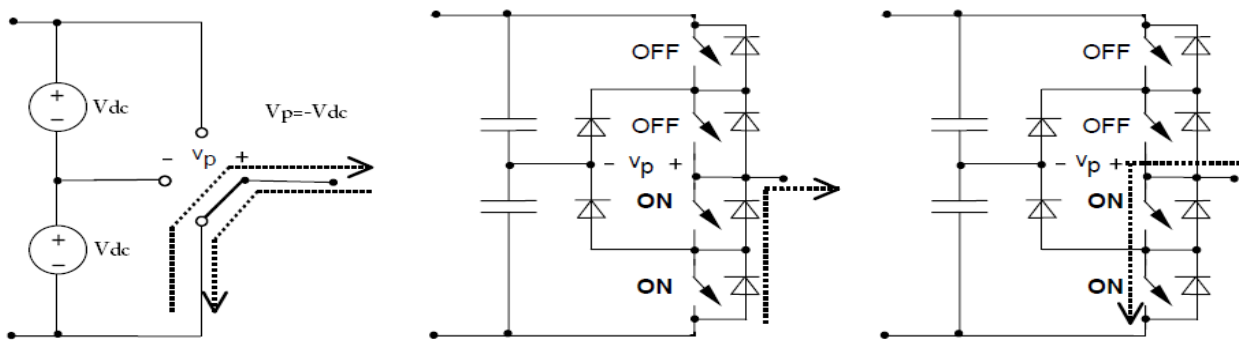 +
−
Vdc
Vp=-Vdc
− vp +
+
−
Vdc
OFF
OFF
− vp +
ON
ON
OFF
OFF
− vp +
ON
ON